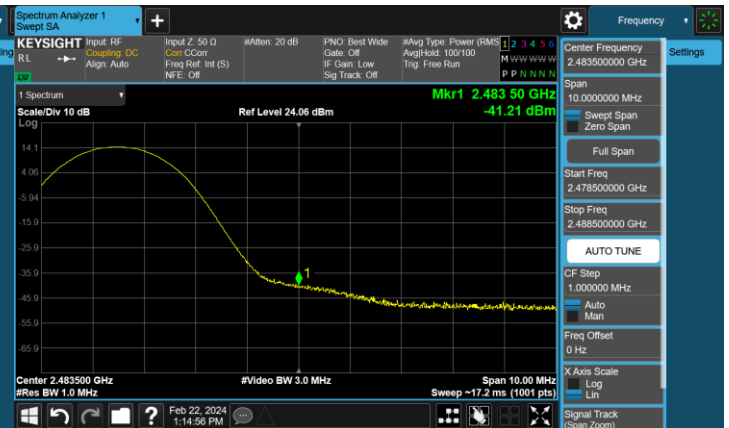 Spectrum Analyzer 1
Swept SA
Frequency
Settings
KEYSIGHT
RL
LXI
Input: RF
Coupling: DC
Align: Auto
Input Z: 50 Ω
Corr CCorr
Freq Ref: Int (S)
NFE: Off
#Atten: 20 dB
PNO: Best Wide
Gate: Off
IF Gain: Low
Sig Track: Off
#Avg Type: Power (RMS
Avg|Hold: 100/100
Trig: Free Run
1 2 3 4 5 6
M W W W W W
P P N N N N
1 Spectrum
Scale/Div 10 dB
Log
Ref Level 24.06 dBm
Mkr1 2.483 50 GHz
-41.21 dBm
14.1
4.06
-5.94
-15.9
-25.9
-35.9
-45.9
-55.9
-65.9
1
Center 2.483500 GHz
#Res BW 1.0 MHz
#Video BW 3.0 MHz
Span 10.00 MHz
Sweep ~17.2 ms (1001 pts)
Center Frequency
2.483500000 GHz
Span
10.0000000 MHz
Swept Span
Zero Span
Full Span
Start Freq
2.478500000 GHz
Stop Freq
2.488500000 GHz
AUTO TUNE
CF Step
1.000000 MHz
Auto
Man
Freq Offset
0 Hz
X Axis Scale
Log
Lin
Signal Track
(Span Zoom)
?
Feb 22, 2024
1:14:56 PM